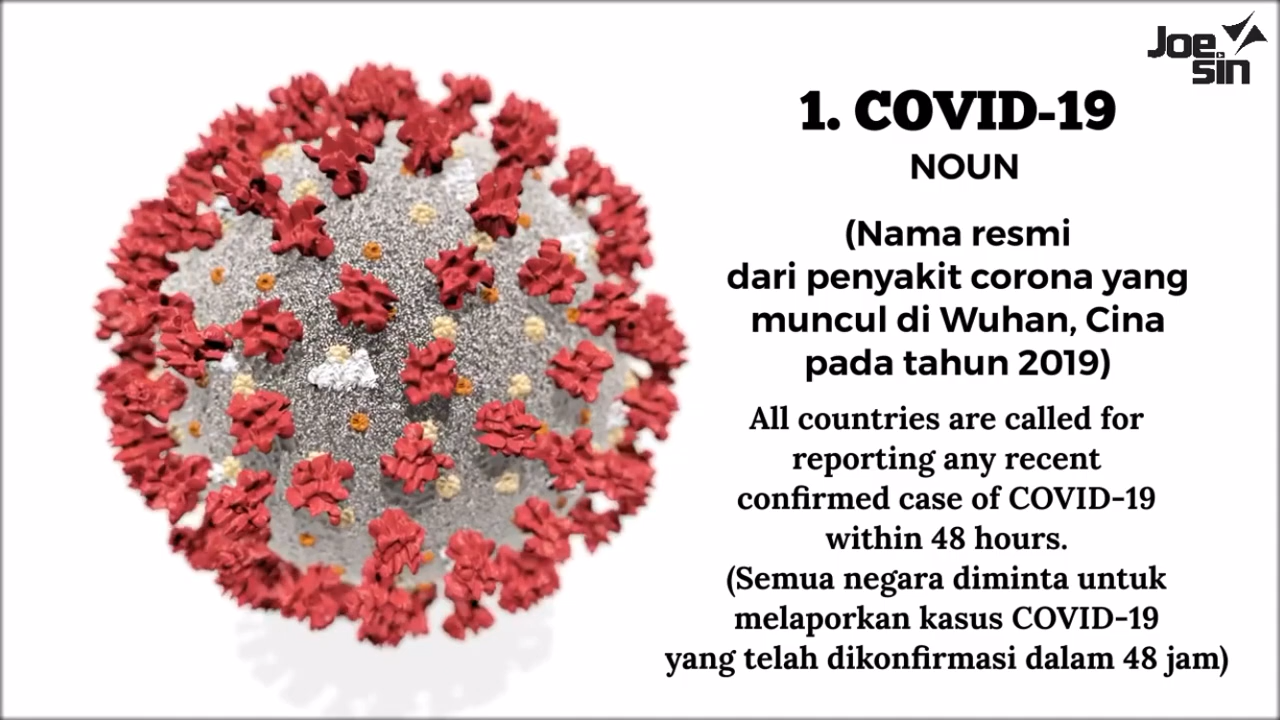 Joe
sin
1. COVID-19
NOUN
(Nama resmi
dari penyakit corona yang
muncul di Wuhan, Cina
pada tahun 2019)
All countries are called for
reporting any recent
confirmed case of COVID-19
within 48 hours.
(Semua negara diminta untuk
melaporkan kasus COVID-19
yang telah dikonfirmasi dalam 48 jam)